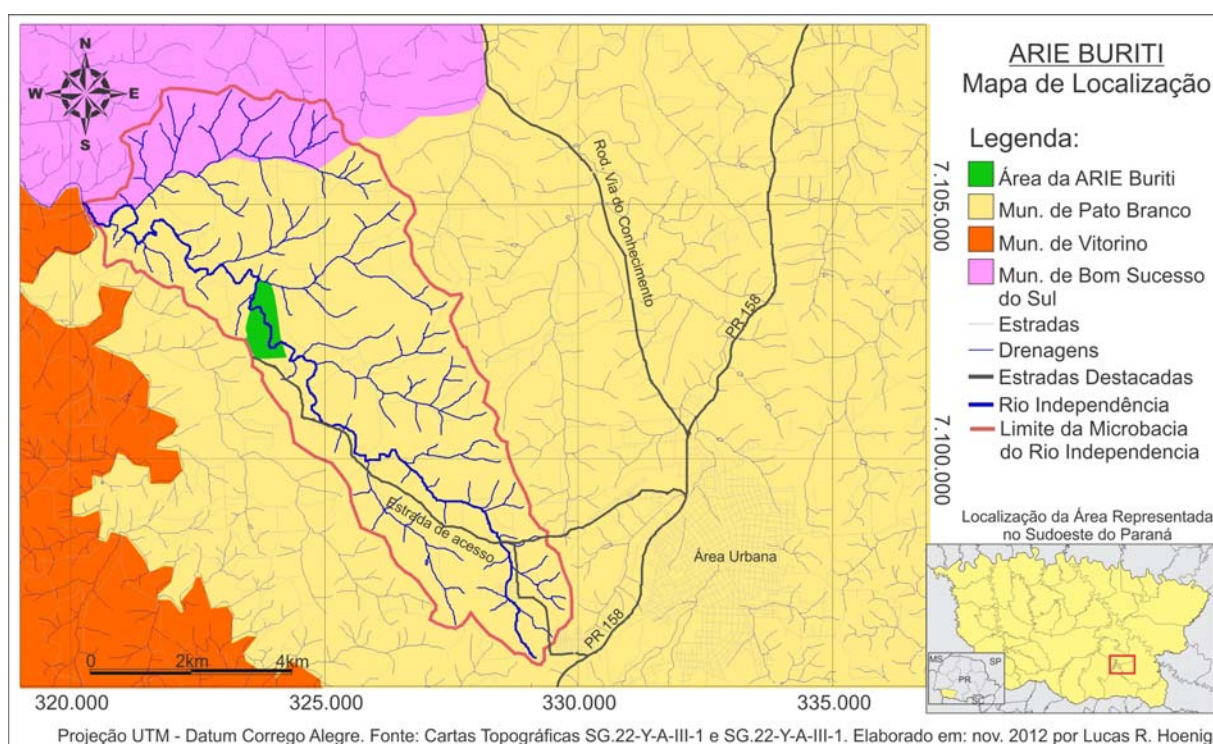 ARIE BURITI
Mapa de Localização
Legenda:
Área da ARIE Buriti
Mun. de Pato Branco
Mun. de Vitorino
Mun. de Bom Sucesso
do Sul
Estradas
Drenagens
Estradas Destacadas
Rio Independência
Limite da Microbacia
do Rio Independencia
Localização da Área Representada
no Sudoeste do Paraná
MS
SP
PR
SC
N
W
E
S
Rod. Via do Conhecimento
PR 158
Estrada de acesso
Área Urbana
PR 158
0
2km
4km
7.105.000
7.100.000
320.000
325.000
330.000
335.000
Projeção UTM - Datum Corrego Alegre. Fonte: Cartas Topográficas SG.22-Y-A-III-1 e SG.22-Y-A-III-1. Elaborado em: nov. 2012 por Lucas R. Hoenig